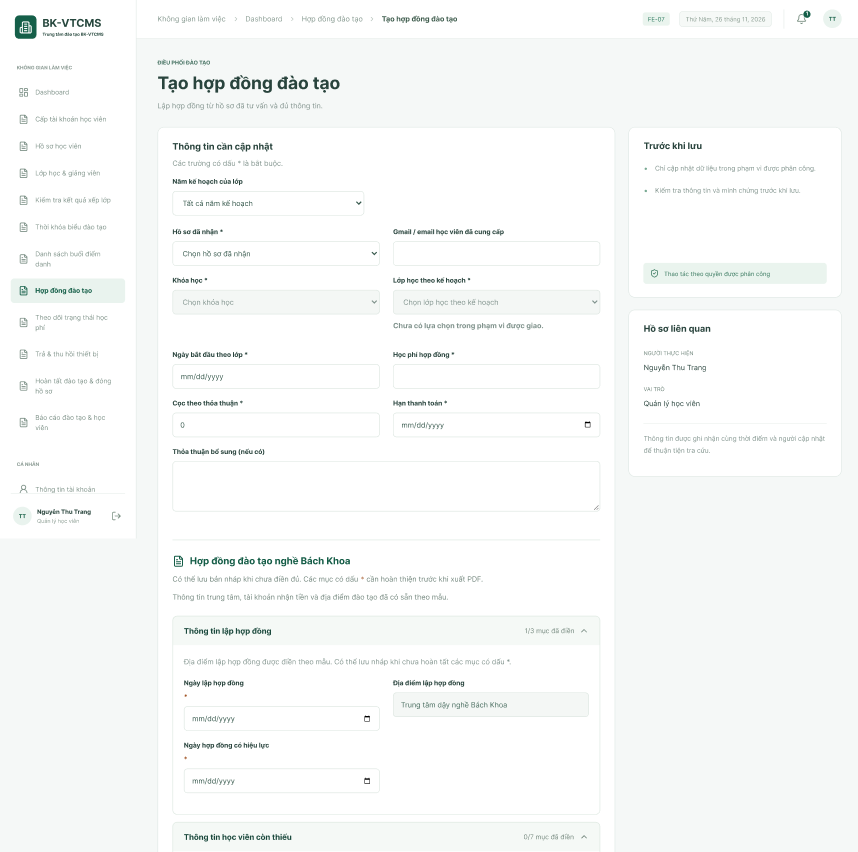 BK-VTCMS
Trung tâm đào tạo BK-VTCMS
KHÔNG GIAN LÀM VIỆC
Dashboard
Cấp tài khoản học viên
Hồ sơ học viên
Lớp học & giảng viên
Kiểm tra kết quả xếp lớp
Thời khóa biểu đào tạo
Danh sách buổi điểm
danh
Hợp đồng đào tạo
Theo dõi trạng thái học
phí
Trả & thu hồi thiết bị
Hoàn tất đào tạo & đóng
hồ sơ
Báo cáo đào tạo & học
viên
CÁ NHÂN
Thông tin tài khoản
TT
Nguyễn Thu Trang
Quản lý học viên
Không gian làm việc
Dashboard
Hợp đồng đào tạo
Tạo hợp đồng đào tạo
FE-07
Thứ Năm, 26 tháng 11, 2026
1
TT
ĐIỀU PHỐI ĐÀO TẠO
Tạo hợp đồng đào tạo
Lập hợp đồng từ hồ sơ đã tư vấn và đủ thông tin.
Thông tin cần cập nhật
Các trường có dấu * là bắt buộc.
Năm kế hoạch của lớp
Tất cả năm kế hoạch
Hồ sơ đã nhận *
Chọn hồ sơ đã nhận
Gmail / email học viên đã cung cấp
Khóa học *
Chọn khóa học
Lớp học theo kế hoạch *
Chọn lớp học theo kế hoạch
Chưa có lựa chọn trong phạm vi được giao.
Ngày bắt đầu theo lớp *
mm/dd/yyyy
Học phí hợp đồng *
Cọc theo thỏa thuận *
0
Hạn thanh toán *
mm/dd/yyyy
Thỏa thuận bổ sung (nếu có)
Hợp đồng đào tạo nghề Bách Khoa
Có thể lưu bản nháp khi chưa điền đủ. Các mục có dấu * cần hoàn thiện trước khi xuất PDF.
Thông tin trung tâm, tài khoản nhận tiền và địa điểm đào tạo đã có sẵn theo mẫu.
Thông tin lập hợp đồng
1/3 mục đã điền
Địa điểm lập hợp đồng được điền theo mẫu. Có thể lưu nháp khi chưa hoàn tất các mục có dấu *.
Ngày lập hợp đồng
*
mm/dd/yyyy
Địa điểm lập hợp đồng
Trung tâm dạy nghề Bách Khoa
Ngày hợp đồng có hiệu lực
*
mm/dd/yyyy
Thông tin học viên còn thiếu
0/7 mục đã điền
Trước khi lưu
Chỉ cập nhật dữ liệu trong phạm vi được phân công.
Kiểm tra thông tin và minh chứng trước khi lưu.
Thao tác theo quyền được phân công
Hồ sơ liên quan
NGƯỜI THỰC HIỆN
Nguyễn Thu Trang
VAI TRÒ
Quản lý học viên
Thông tin được ghi nhận cùng thời điểm và người cập nhật
để thuận tiện tra cứu.